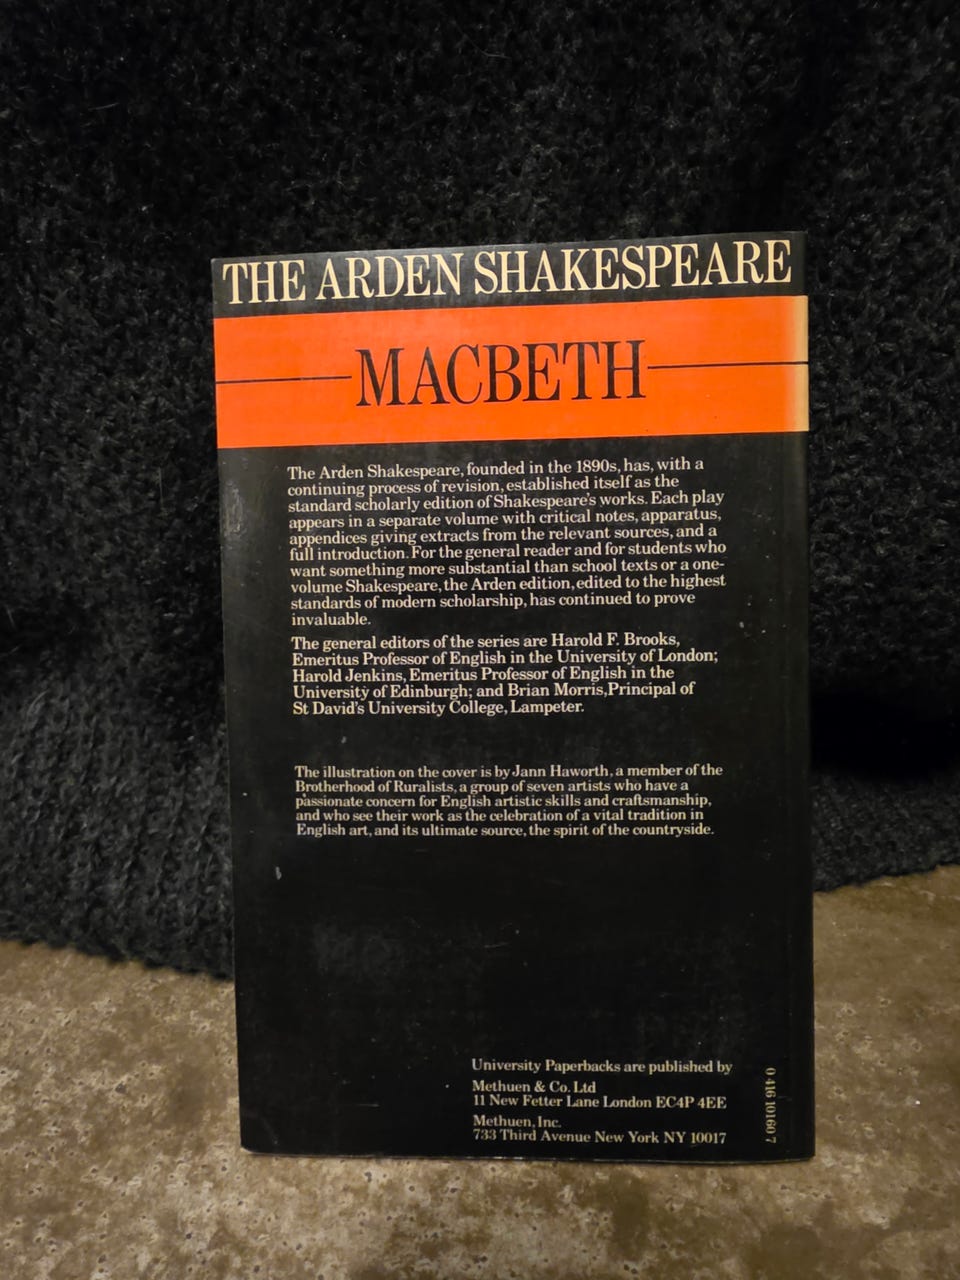 THE ARDEN SHAKESPEARE
MACBETH
The Arden Shakespeare, founded in the 1890s, has, with a
continuing process of revision, established itself as the
standard scholarly edition of Shakespeare's works. Each play
appears in a separate volume with critical notes, apparatus,
appendices giving extracts from the relevant sources, and a
full introduction. For the general reader and for students who
want something more substantial than school texts or a one-
volume Shakespeare, the Arden edition, edited to the highest
standards of modern scholarship, has continued to prove
invaluable.
The general editors of the series are Harold F. Brooks,
Emeritus Professor of English in the University of London;
Harold Jenkins, Emeritus Professor of English in the
University of Edinburgh; and Brian Morris, Principal of
St David's University College, Lampeter.
The illustration on the cover is by Jann Haworth, a member of the
Brotherhood of Ruralists, a group of seven artists who have a
passionate concern for English artistic skills and craftsmanship,
and who see their work as the celebration of a vital tradition in
English art, and its ultimate source, the spirit of the countryside.
University Paperbacks are published by
Methuen & Co. Ltd
11 New Fetter Lane London EC4P 4EE
Methuen, Inc.
733 Third Avenue New York NY 10017
0 416 10160 7